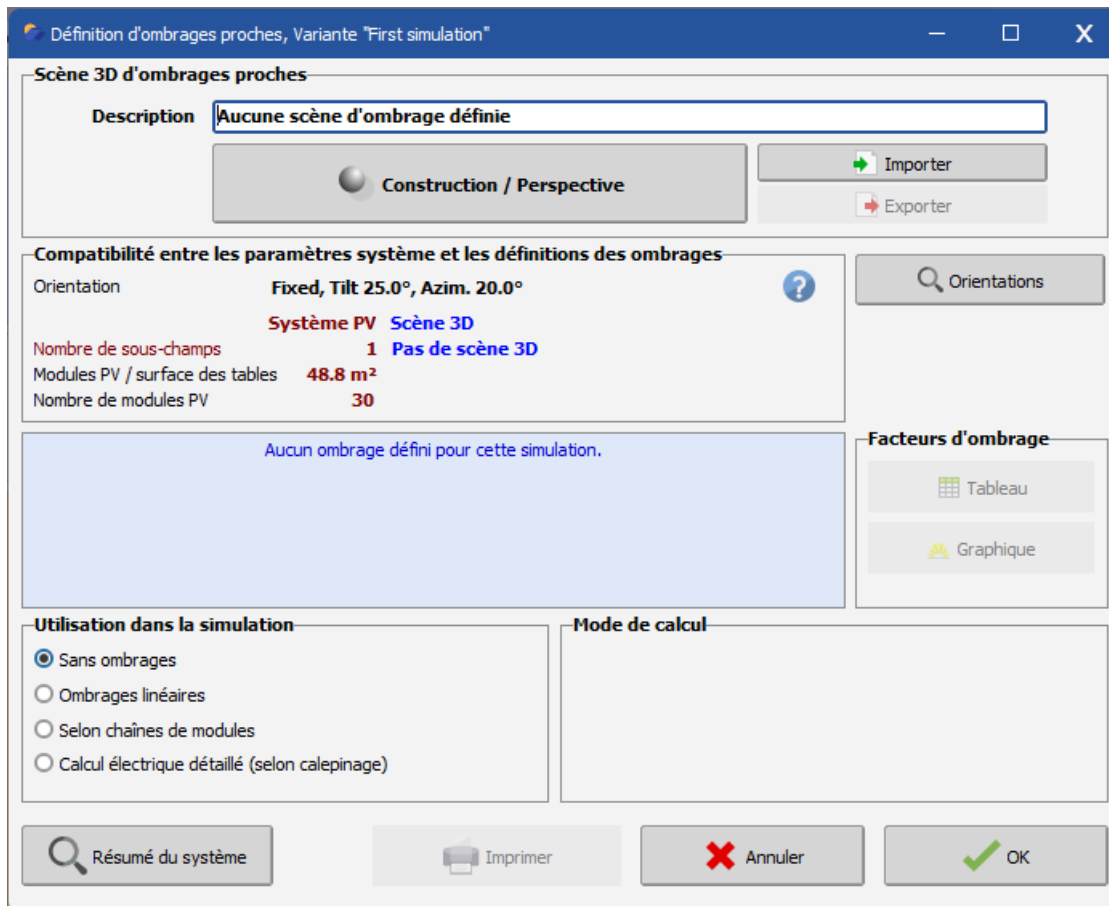 Définition d'ombrages proches, Variante "First simulation"
Scène 3D d'ombrages proches
Description Aucune scène d'ombrage définie
Construction / Perspective
Importer
Exporter
Compatibilité entre les paramètres système et les définitions des ombrages
Orientation Fixed, Tilt 25.0°, Azim. 20.0°
Orientations
Système PV Scène 3D
Nombre de sous-champs 1 Pas de scène 3D
Modules PV / surface des tables 48.8 m²
Nombre de modules PV 30
Aucun ombrage défini pour cette simulation.
Facteurs d'ombrage
Tableau
Graphique
Utilisation dans la simulation
Sans ombrages
Ombrages linéaires
Selon chaînes de modules
Calcul électrique détaillé (selon calepinage)
Mode de calcul
Résumé du système
Imprimer
Annuler
OK